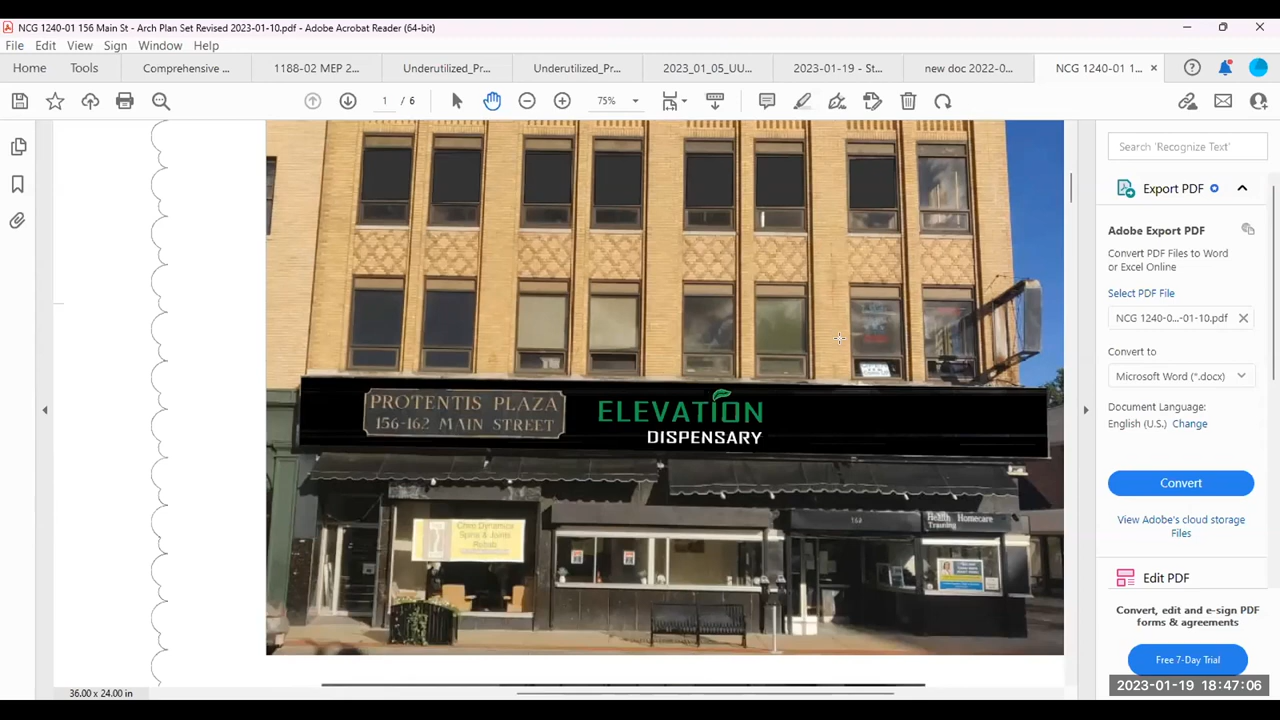 NCG 1240-01 156 Main St - Arch Plan Set Revised 2023-01-10.pdf - Adobe Acrobat Reader (64-bit)
File Edit View Sign Window Help
Home Tools Comprehensive ... 1188-02 MEP 2... Underutilized_Pr... Underutilized_Pr... 2023_01_05_UU... 2023-01-19 - St... new doc 2022-0... NCG 1240-01 1...
1 / 6 75%
Search 'Recognize Text'
Export PDF
Adobe Export PDF
Convert PDF Files to Word
or Excel Online
Select PDF File
NCG 1240-0...-01-10.pdf
Convert to
Microsoft Word (*.docx)
Document Language:
English (U.S.) Change
Convert
View Adobe's cloud storage
Files
Edit PDF
Convert, edit and e-sign PDF
forms & agreements
Free 7-Day Trial
PROTENTIS PLAZA
156-162 MAIN STREET
ELEVATION
DISPENSARY
Chiro Dynamics
Spine & Joints
Rehab
Health Homecare
Training
36.00 x 24.00 in
2023-01-19 18:47:06